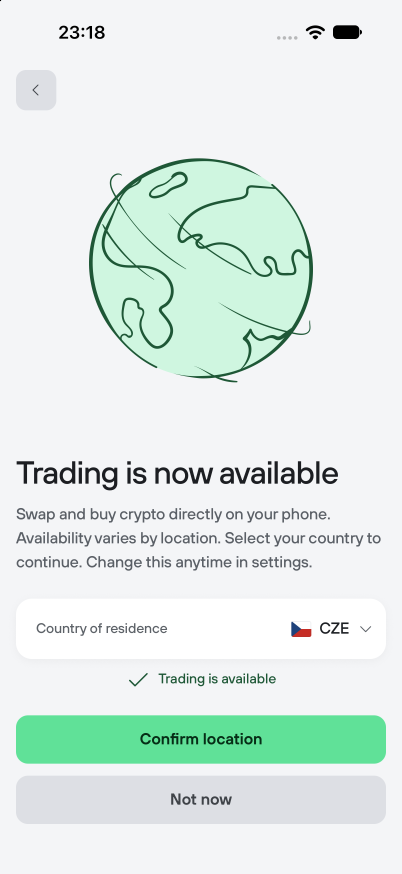 23:18
Trading is now available
Swap and buy crypto directly on your phone.
Availability varies by location. Select your country to
continue. Change this anytime in settings.
Country of residence CZE
Trading is available
Confirm location
Not now